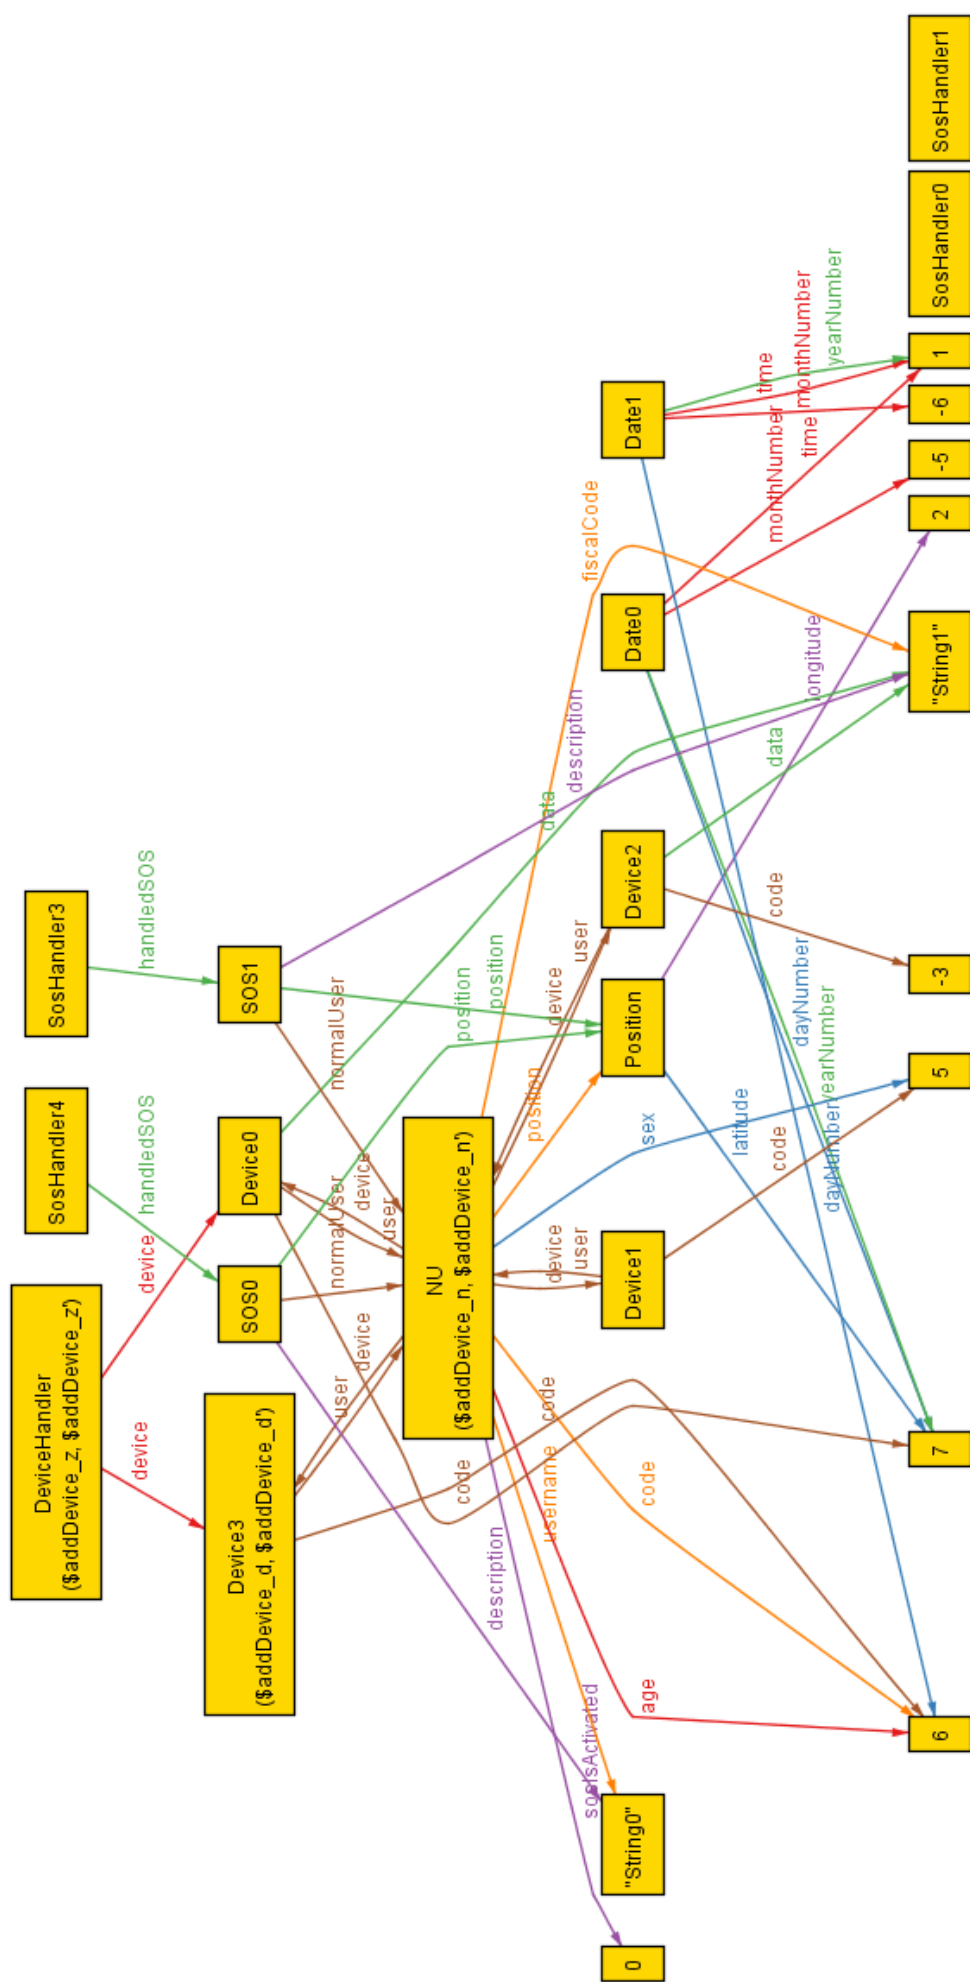 DeviceHandler
($addDevice_z, $addDevice_z')
SosHandler4
SosHandler3
device
device
handledSOS
handledSOS
Device3
($addDevice_d, $addDevice_d')
SOS0
Device0
SOS1
user
device
normalUser
user
device
normalUser
NU
($addDevice_n, $addDevice_n')
code
position
description
position
position
username
code
device
user
device
user
data
description
fiscalCode
sosIsActivated
0
"String0"
Device1
Position
Device2
Date0
Date1
age
code
sex
latitude
code
code
data
longitude
monthNumber
time
time
monthNumber
dayNumber
dayNumber
yearNumber
yearNumber
6
7
5
-3
"String1"
2
-5
-6
1
SosHandler0
SosHandler1